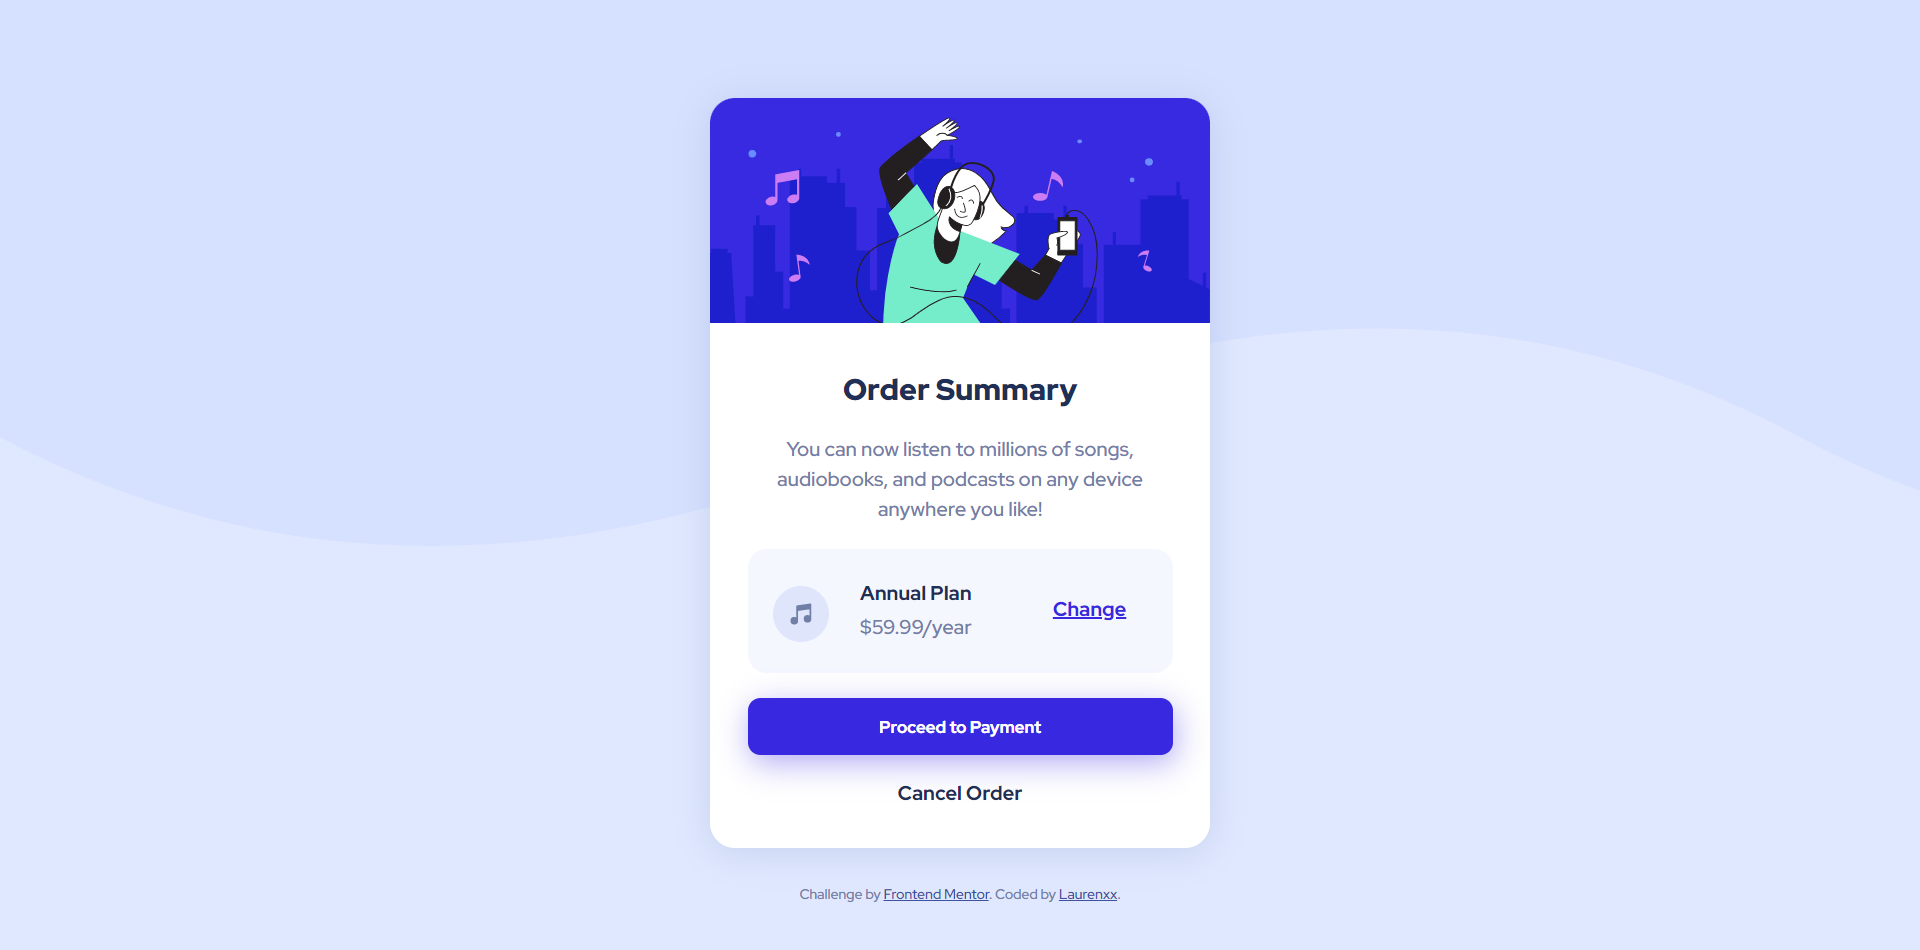 Order Summary
You can now listen to millions of songs,
audiobooks, and podcasts on any device
anywhere you like!
Annual Plan
$59.99/year
Change
Proceed to Payment
Cancel Order
Challenge by Frontend Mentor. Coded by Laurenxx.